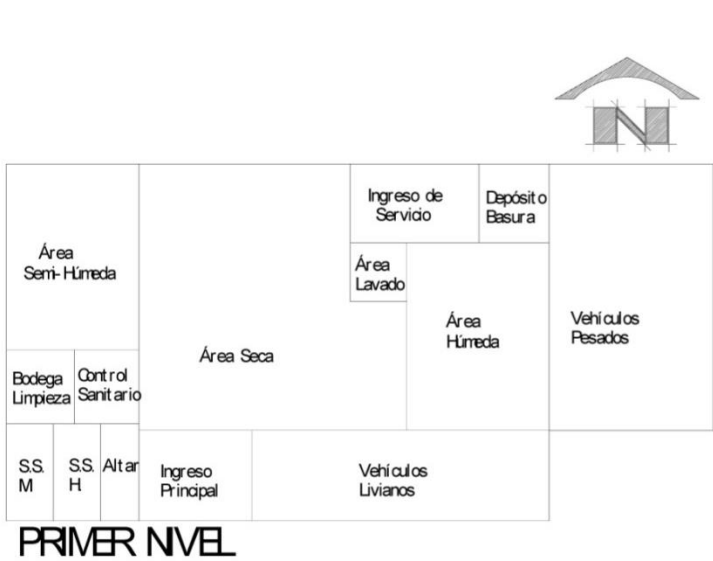 N
Ingreso de
Servicio
Depósito
Basura
Área
Semi-Húmeda
Área
Lavado
Área
Húmeda
Vehículos
Pesados
Área Seca
Bodega
Limpieza
Control
Sanitario
S.S.
M
S.S.
H
Altar
Ingreso
Principal
Vehículos
Livianos
PRIMER NIVEL